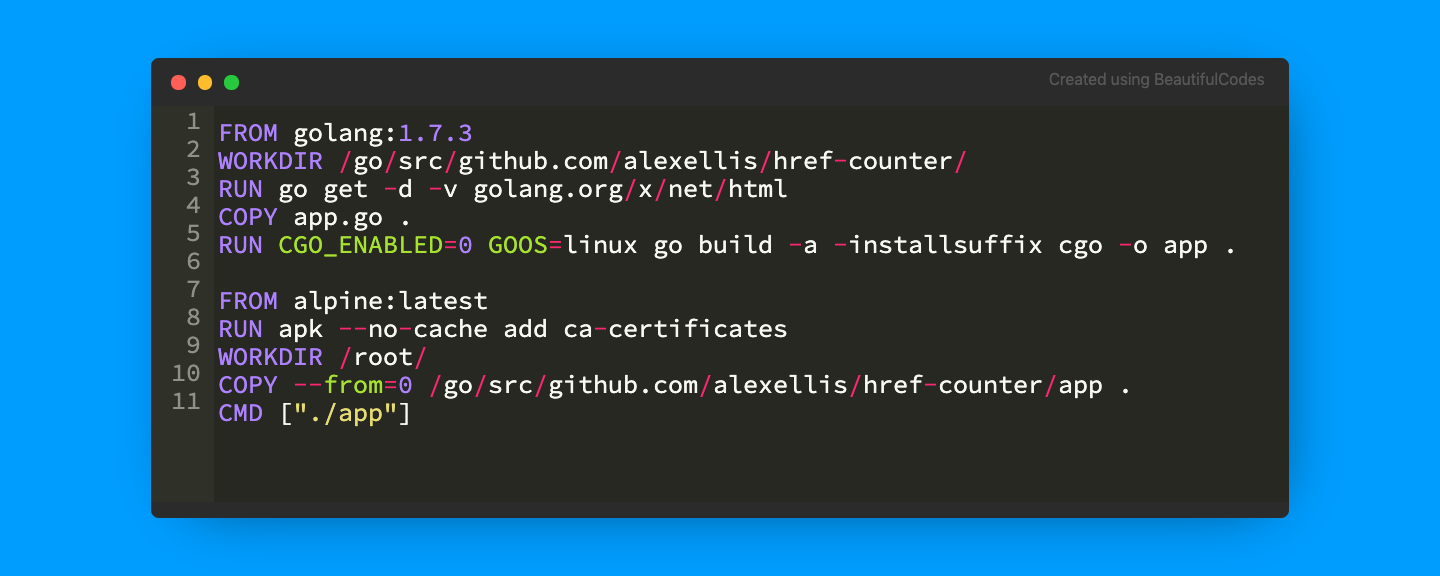 Created using BeautifulCodes
1 FROM golang:1.7.3
2 WORKDIR /go/src/github.com/alexellis/href-counter/
3 RUN go get -d -v golang.org/x/net/html
4 COPY app.go .
5 RUN CGO_ENABLED=0 GOOS=linux go build -a -installsuffix cgo -o app .
6
7 FROM alpine:latest
8 RUN apk --no-cache add ca-certificates
9 WORKDIR /root/
10 COPY --from=0 /go/src/github.com/alexellis/href-counter/app .
11 CMD ["./app"]